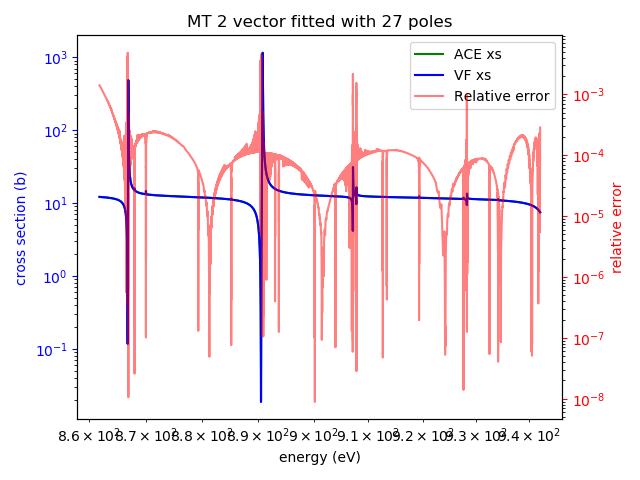 MT 2 vector fitted with 27 poles
ACE xs
VF xs
Relative error
cross section (b)
10³
10²
10¹
10⁰
10⁻¹
10⁻³
10⁻⁴
10⁻⁵
10⁻⁶
10⁻⁷
10⁻⁸
relative error
8.6 × 10² 8.7 × 10² 8.8 × 10² 8.9 × 10² 9 × 10² 9.1 × 10² 9.2 × 10² 9.3 × 10² 9.4 × 10²
energy (eV)